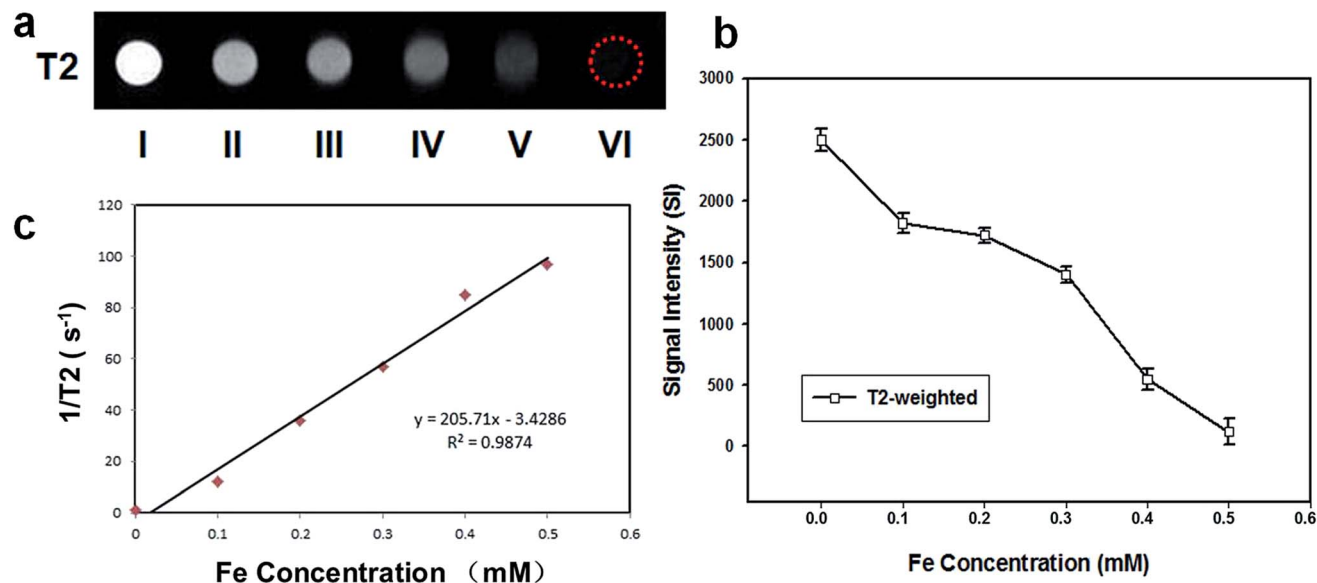 a
T2
I II III IV V VI
b
3000
2500
2000
1500
1000
500
0
Signal Intensity (SI)
T2-weighted
0.0 0.1 0.2 0.3 0.4 0.5 0.6
Fe Concentration (mM)
c
120
100
80
60
40
20
0
1/T2 ( s⁻¹)
y = 205.71x - 3.4286
R² = 0.9874
0 0.1 0.2 0.3 0.4 0.5 0.6
Fe Concentration （mM）